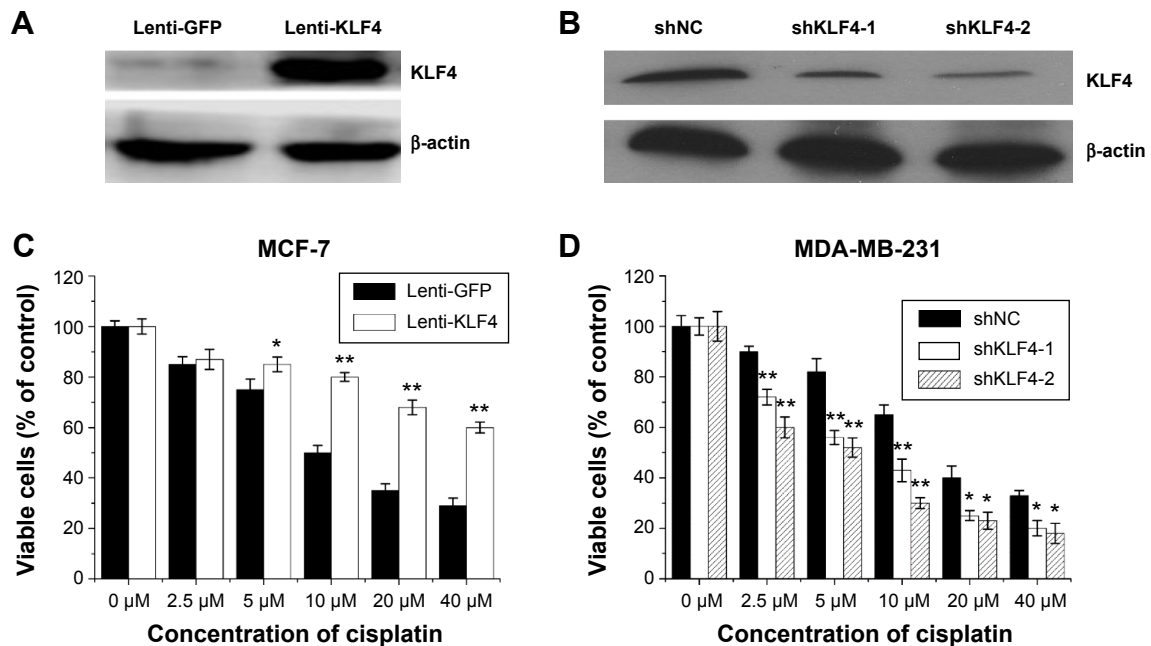 A
Lenti-GFP Lenti-KLF4
KLF4
β-actin
B
shNC shKLF4-1 shKLF4-2
KLF4
β-actin
C
MCF-7
Viable cells (% of control)
120
100
80
60
40
20
0
Lenti-GFP
Lenti-KLF4
*
**
**
**
0 µM 2.5 µM 5 µM 10 µM 20 µM 40 µM
Concentration of cisplatin
D
MDA-MB-231
Viable cells (% of control)
120
100
80
60
40
20
0
shNC
shKLF4-1
shKLF4-2
**
**
**
**
**
**
*
*
*
*
0 µM 2.5 µM 5 µM 10 µM 20 µM 40 µM
Concentration of cisplatin